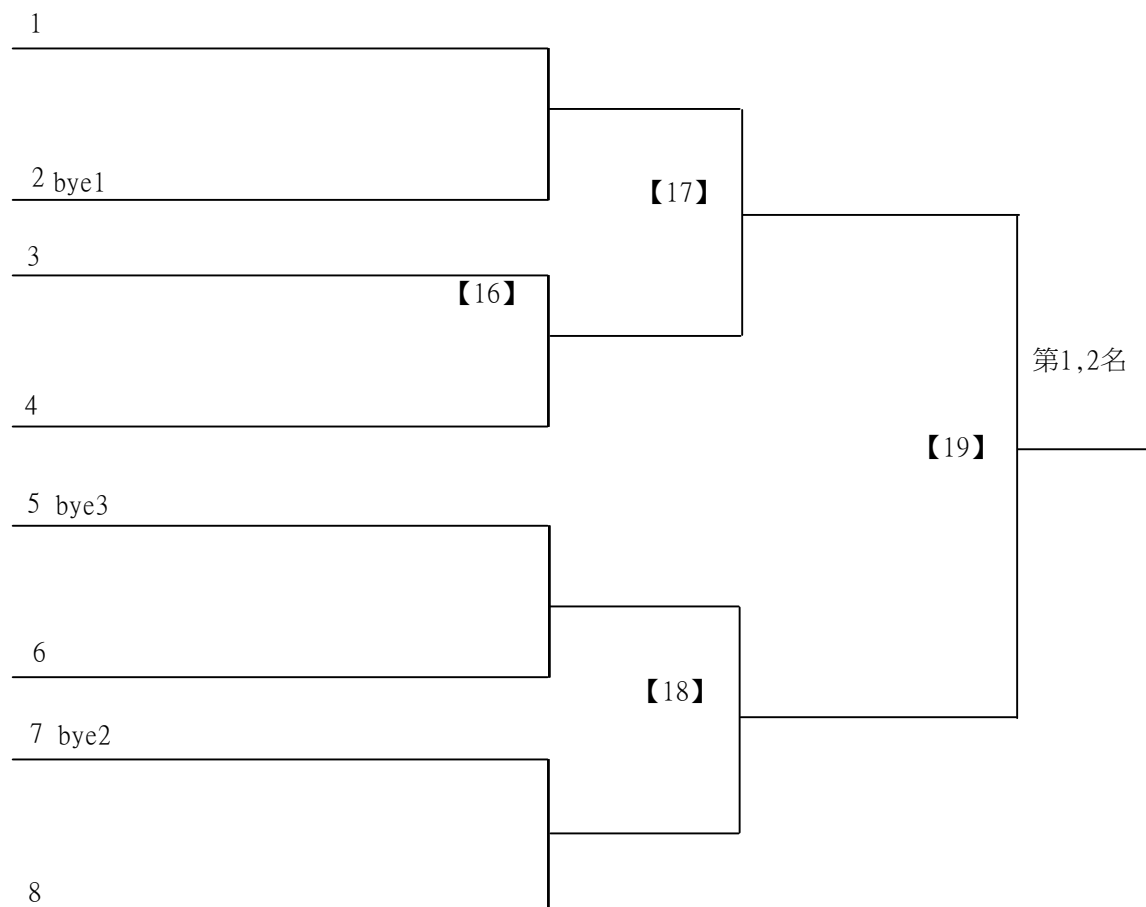 1
2 bye1
【17】
3
【16】
第1,2名
4
【19】
5 bye3
6
【18】
7 bye2
8